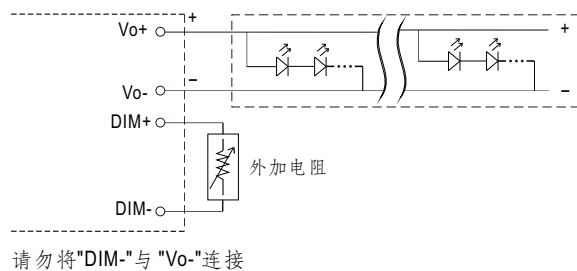 Vo+
+
+
Vo-
−
−
DIM+
外加电阻
DIM-
请勿将"DIM-"与 "Vo-"连接